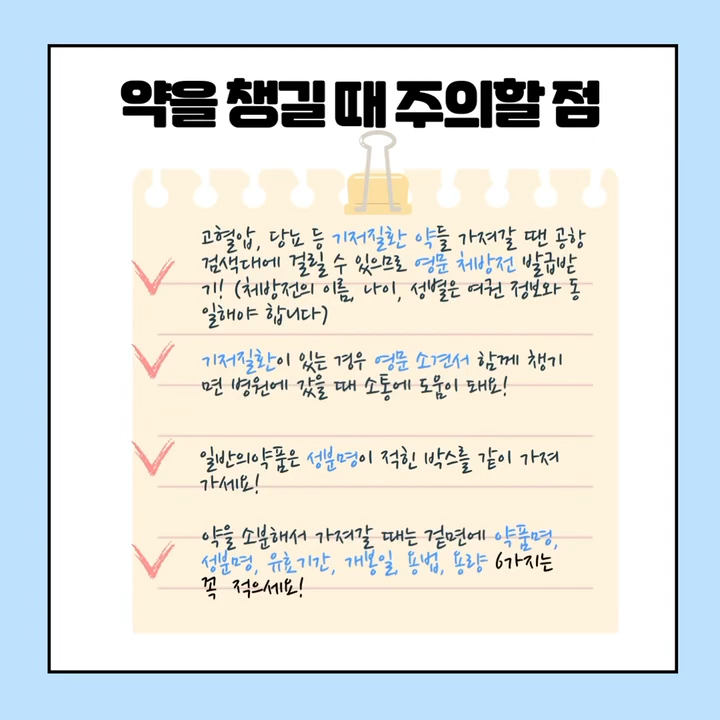 약을 챙길 때 주의할 점
고혈압, 당뇨 등 기저질환 약들 가져갈 땐 공항
검색대에 걸릴 수 있으므로 영문 처방전 발급받
기! (처방전의 이름, 나이, 성별은 여권 정보와 동
일해야 합니다)
기저질환이 있는 경우 영문 소견서 함께 챙기
면 병원에 갔을 때 소통에 도움이 돼요!
일반의약품은 성분명이 적힌 박스를 같이 가져
가세요!
약을 소분해서 가져갈 때는 겉면에 약품명,
성분명, 유효기간, 개봉일, 용법, 용량 6가지는
꼭 적으세요!